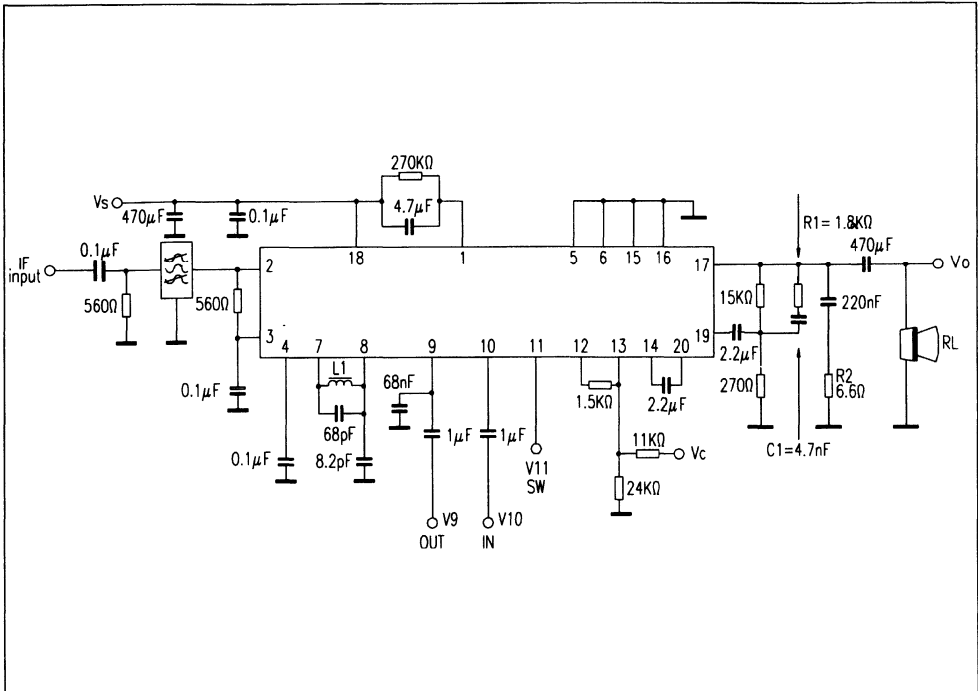 270KΩ
Vs
4.7μF
470μF
0.1μF
R1 = 1.8KΩ
470μF
0.1μF
IF
input
18
1
5
6
15
16
2
17
Vo
560Ω
560Ω
15KΩ
220nF
3
19
RL
4
7
8
9
10
11
12
13
14
20
2.2μF
L1
68nF
1.5KΩ
2.2μF
270Ω
R2
6.6Ω
0.1μF
68pF
1μF
1μF
11KΩ
Vc
C1=4.7nF
0.1μF
8.2pF
V11
SW
24KΩ
V9
V10
OUT
IN